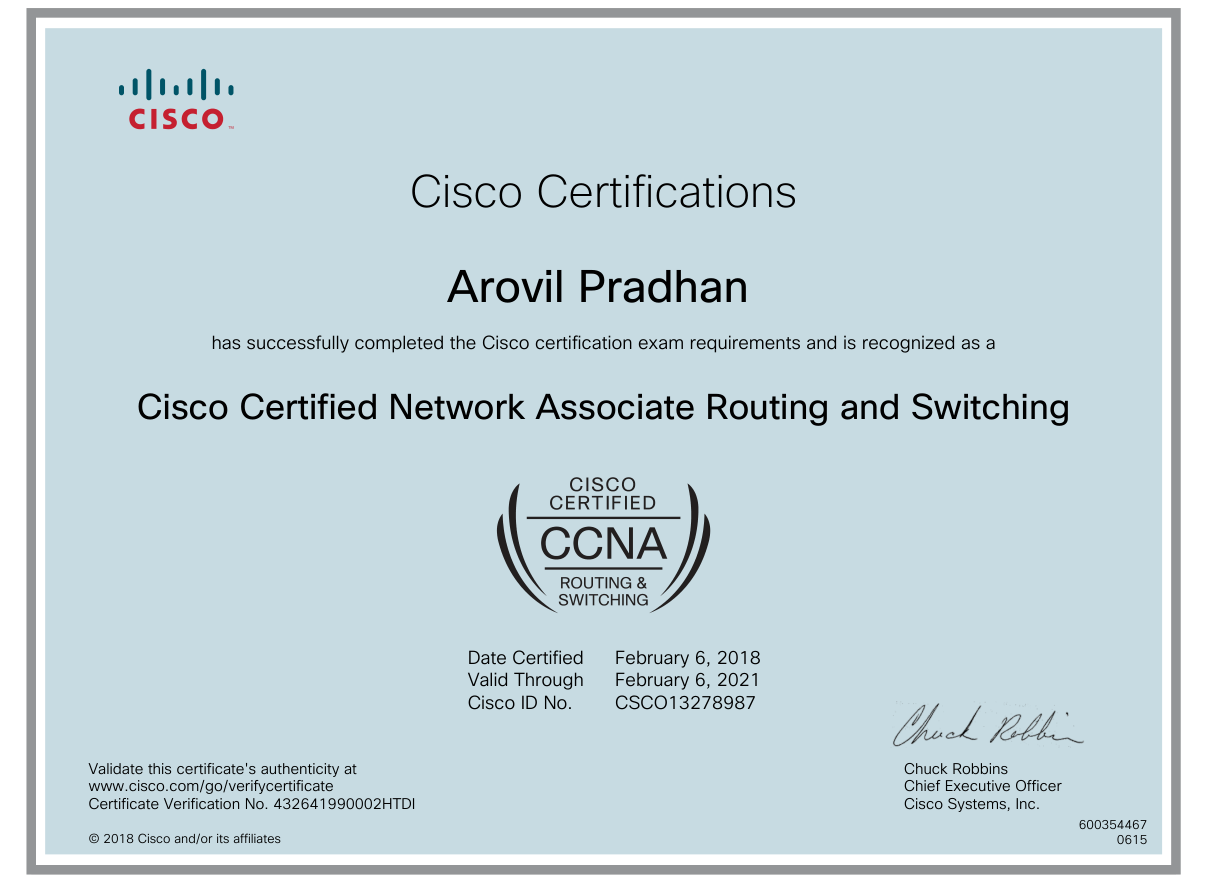 CISCO
Cisco Certifications
Arovil Pradhan
has successfully completed the Cisco certification exam requirements and is recognized as a
Cisco Certified Network Associate Routing and Switching
CISCO
CERTIFIED
CCNA
ROUTING &
SWITCHING
Date Certified February 6, 2018
Valid Through February 6, 2021
Cisco ID No. CSCO13278987
Chuck Robbins
Validate this certificate's authenticity at
www.cisco.com/go/verifycertificate
Certificate Verification No. 432641990002HTDI
Chuck Robbins
Chief Executive Officer
Cisco Systems, Inc.
© 2018 Cisco and/or its affiliates
600354467
0615